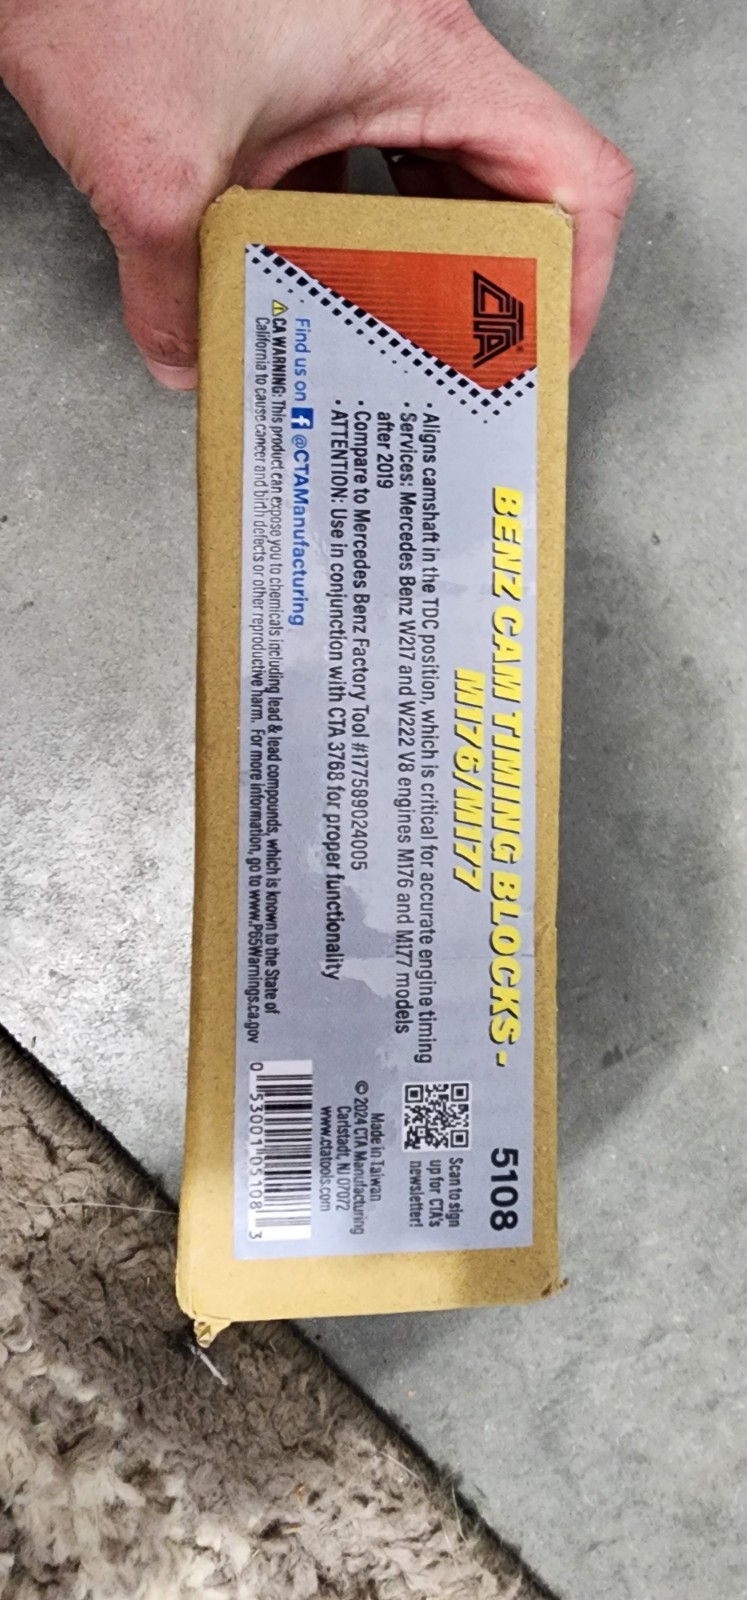 CTA®
BENZ CAM TIMING BLOCKS -
M176/M177
5108
• Aligns camshaft in the TDC position, which is critical for accurate engine timing
• Services: Mercedes Benz W217 and W222 V8 engines M176 and M177 models
after 2019
• Compare to Mercedes Benz Factory Tool #177589024005
• ATTENTION: Use in conjunction with CTA 3768 for proper functionality
Scan to sign
up for CTA's
newsletter!
Made in Taiwan
© 2024 CTA Manufacturing
Carlstadt, NJ 07072
www.ctatools.com
Find us on f @CTAManufacturing
⚠CA WARNING: This product can expose you to chemicals including lead & lead compounds, which is known to the State of
California to cause cancer and birth defects or other reproductive harm. For more information, go to www.P65Warnings.ca.gov
0 53001 05108 3